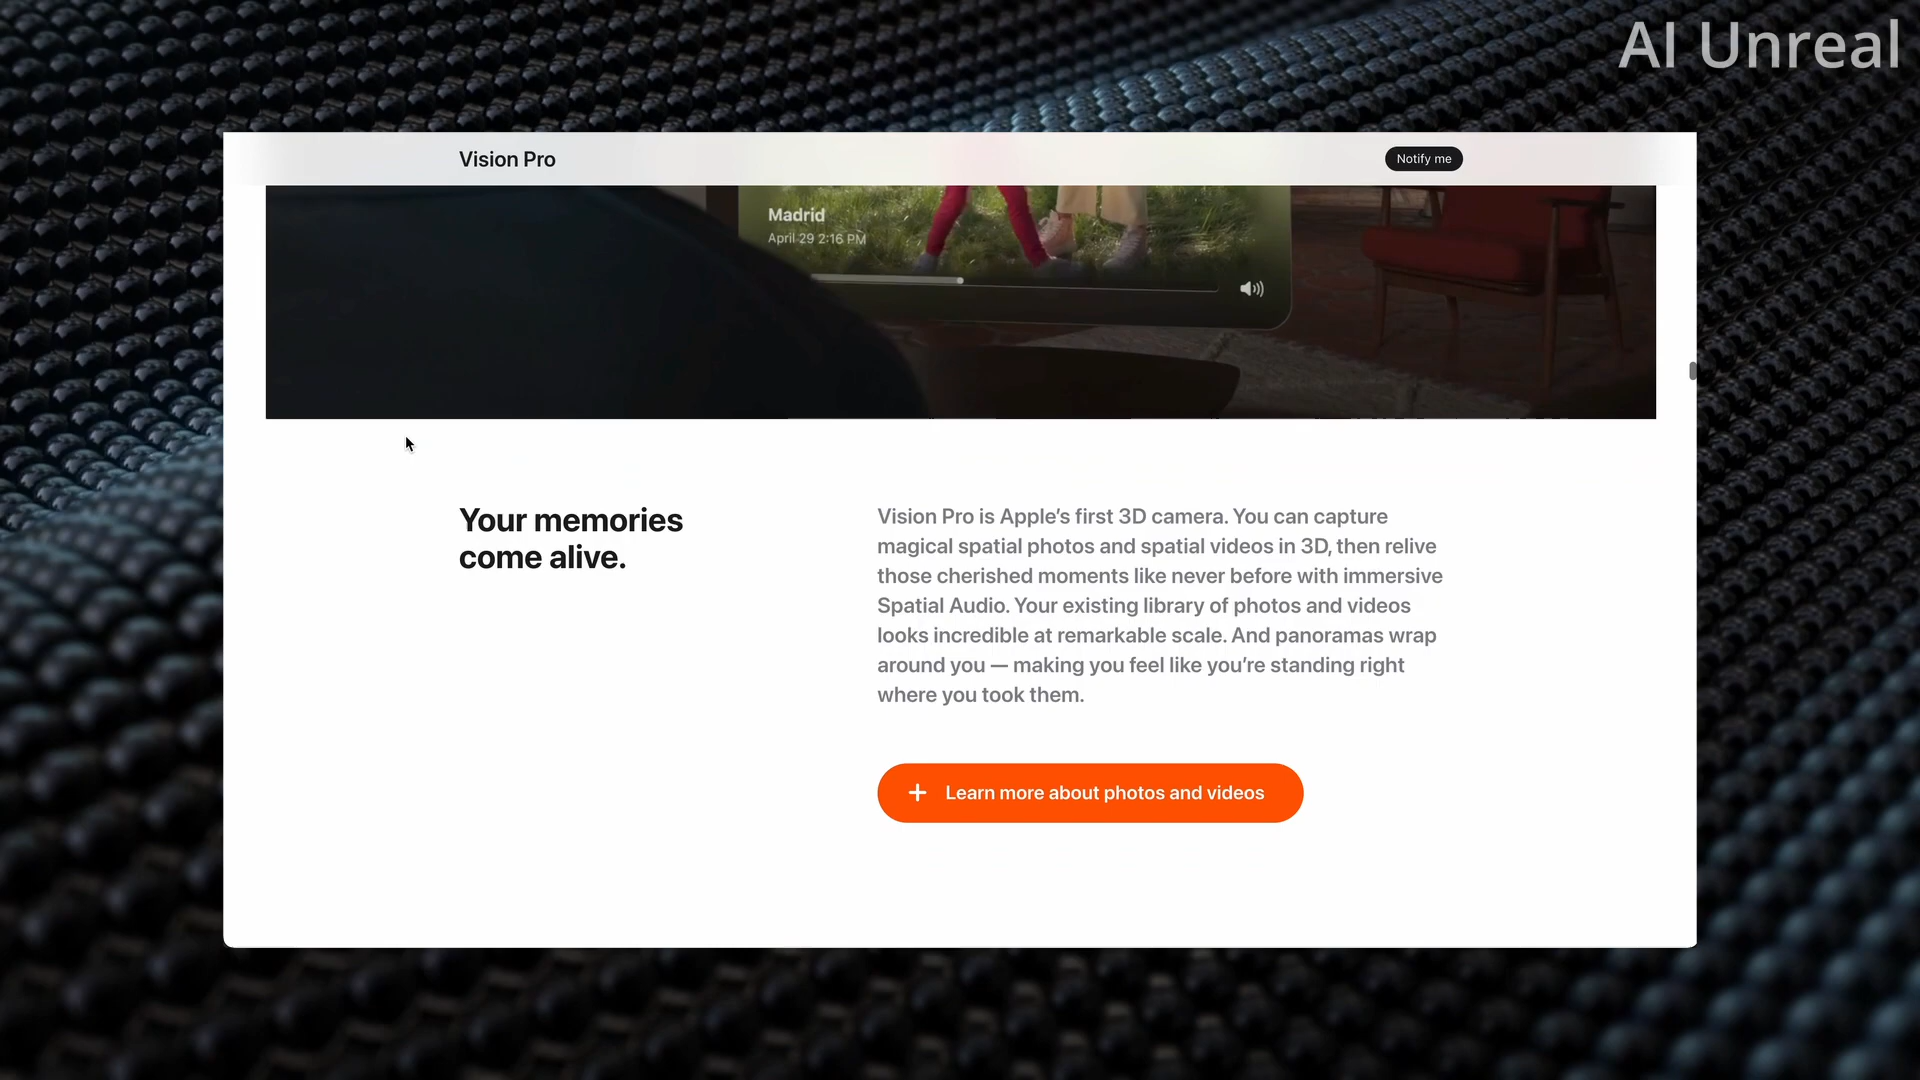 AI Unreal
Vision Pro
Notify me
Madrid
April 29 2:16 PM
Your memories
come alive.
Vision Pro is Apple’s first 3D camera. You can capture
magical spatial photos and spatial videos in 3D, then relive
those cherished moments like never before with immersive
Spatial Audio. Your existing library of photos and videos
looks incredible at remarkable scale. And panoramas wrap
around you — making you feel like you’re standing right
where you took them.
Learn more about photos and videos